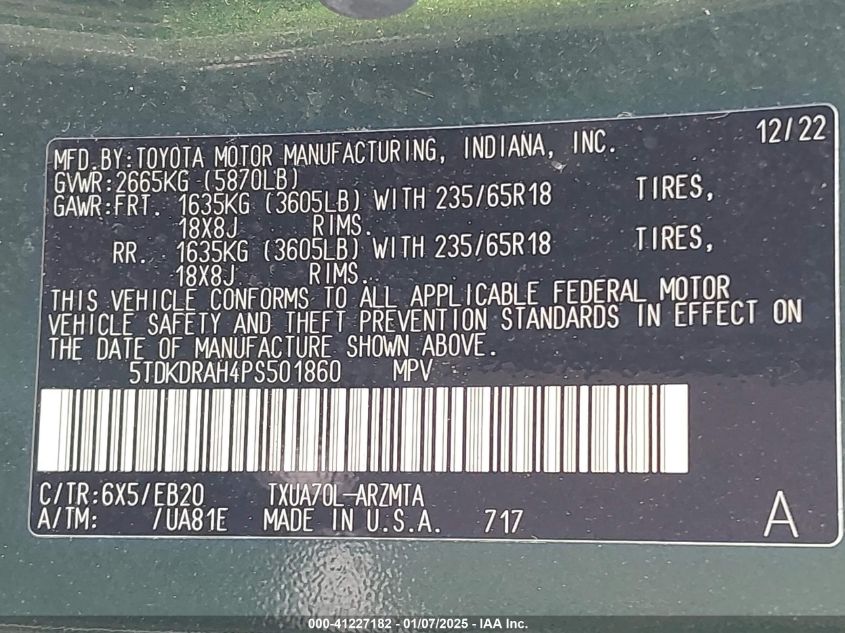 12/22
MFD.BY:TOYOTA MOTOR MANUFACTURING, INDIANA, INC.
GVWR:2665KG (5870LB)
GAWR:FRT. 1635KG (3605LB) WITH 235/65R18 TIRES,
18X8J RIMS.
RR. 1635KG (3605LB) WITH 235/65R18 TIRES,
18X8J RIMS.
THIS VEHICLE CONFORMS TO ALL APPLICABLE FEDERAL MOTOR
VEHICLE SAFETY AND THEFT PREVENTION STANDARDS IN EFFECT ON
THE DATE OF MANUFACTURE SHOWN ABOVE.
5TDKDRAH4PS501860 MPV
C/TR:6X5/EB20 TXUA70L-ARZMTA
A/TM: /UA81E MADE IN U.S.A. 717 A
000-41227182 - 01/07/2025 - IAA Inc.